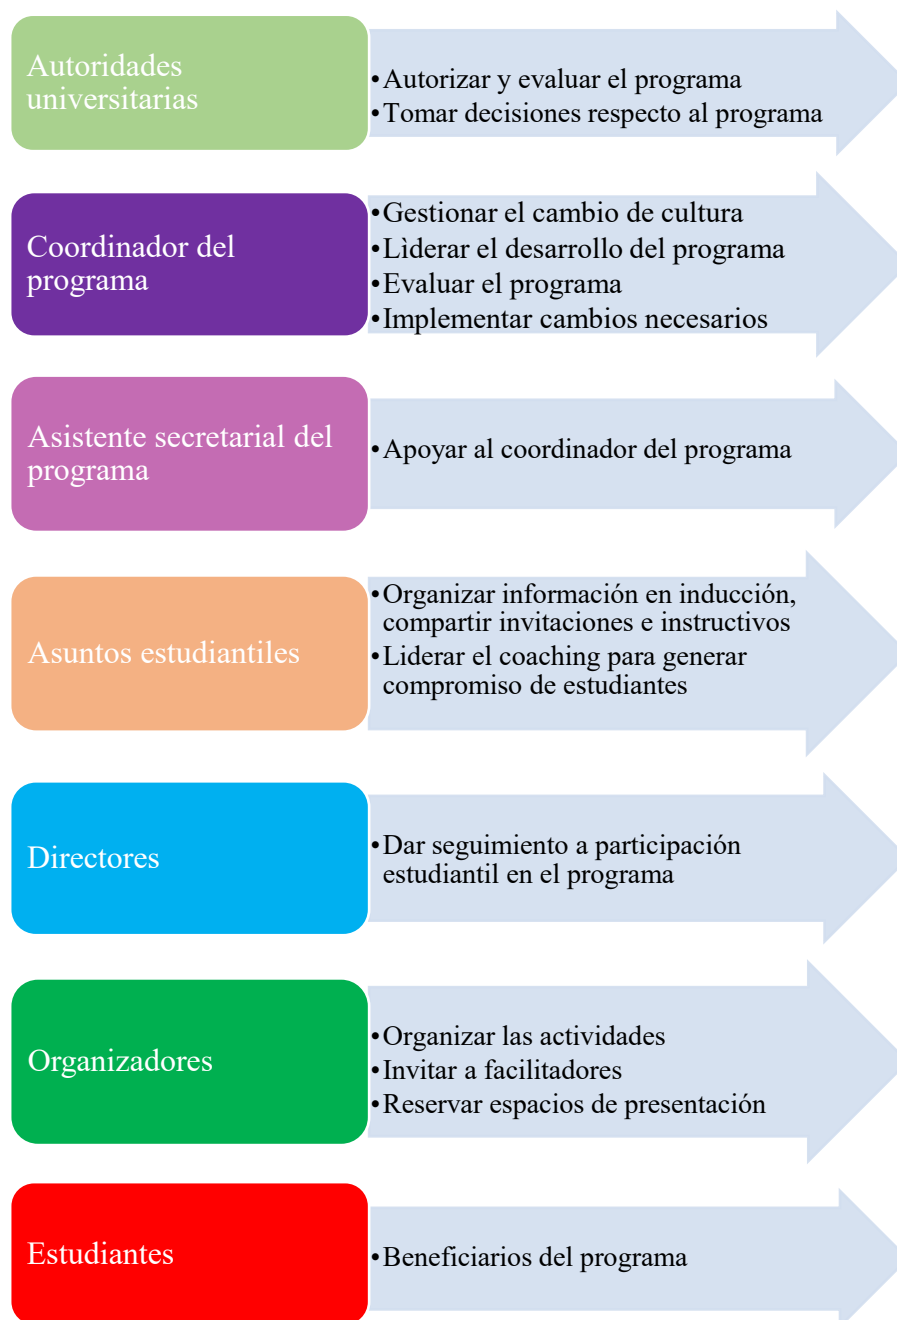 Autoridades
universitarias
•Autorizar y evaluar el programa
•Tomar decisiones respecto al programa
Coordinador del
programa
•Gestionar el cambio de cultura
•Lìderar el desarrollo del programa
•Evaluar el programa
•Implementar cambios necesarios
Asistente secretarial del
programa
•Apoyar al coordinador del programa
Asuntos estudiantiles
•Organizar información en inducción,
compartir invitaciones e instructivos
•Liderar el coaching para generar
compromiso de estudiantes
Directores
•Dar seguimiento a participación
estudiantil en el programa
Organizadores
•Organizar las actividades
•Invitar a facilitadores
•Reservar espacios de presentación
Estudiantes
•Beneficiarios del programa